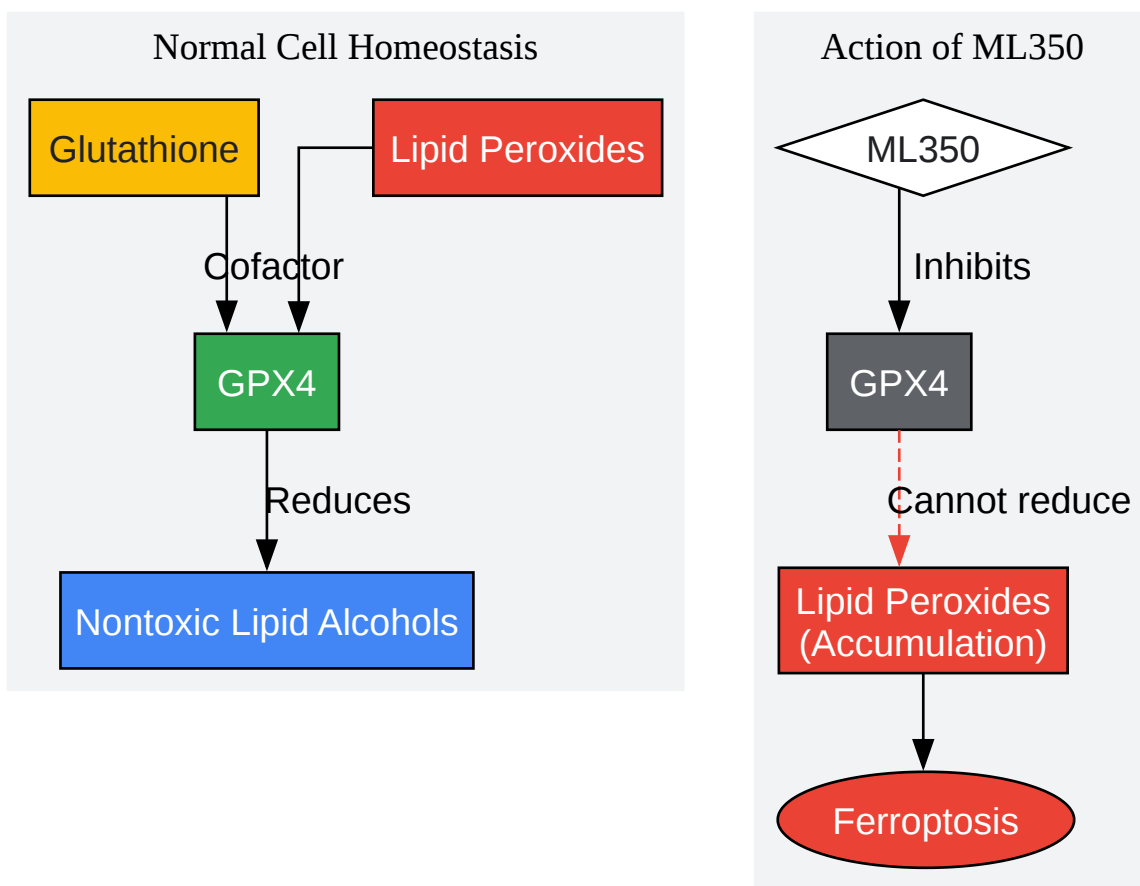 Normal Cell Homeostasis
Glutathione
Lipid Peroxides
Cofactor
GPX4
Reduces
Nontoxic Lipid Alcohols
Action of ML350
ML350
Inhibits
GPX4
Cannot reduce
Lipid Peroxides
(Accumulation)
Ferroptosis